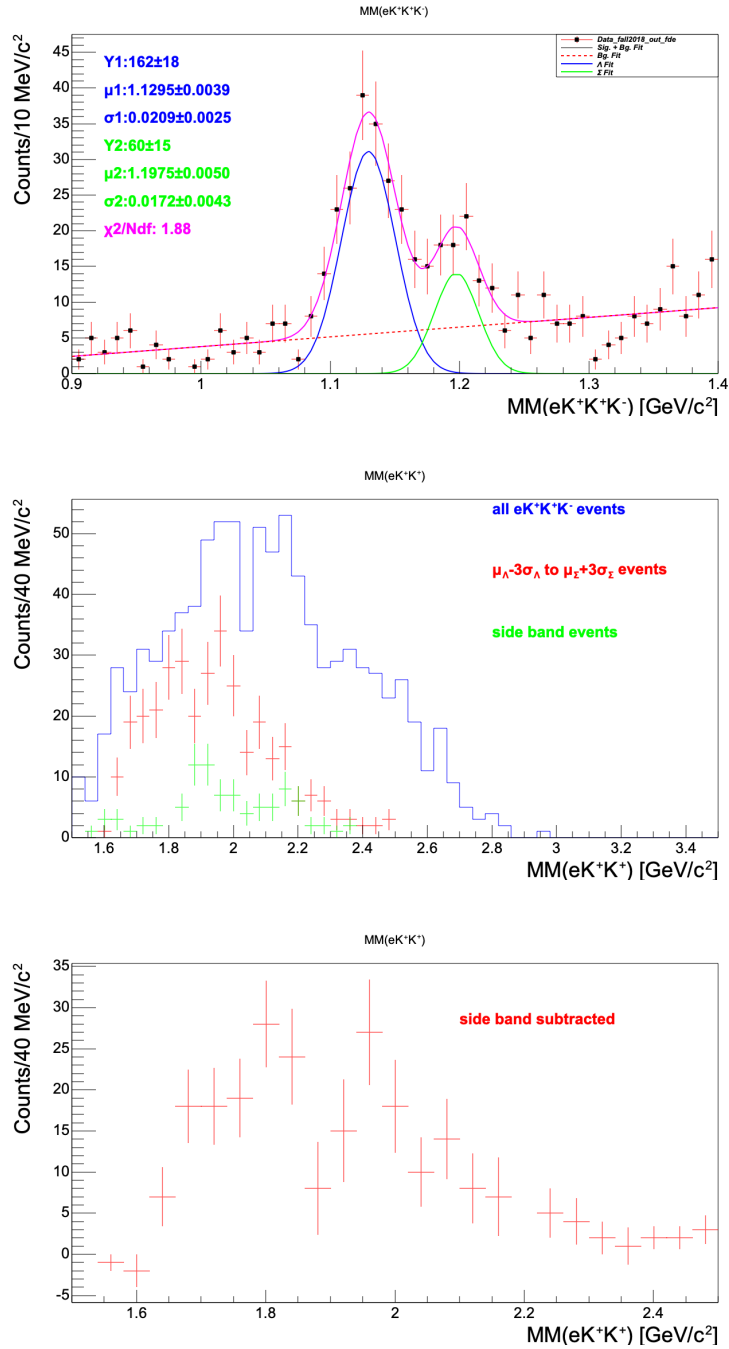 MM(eK⁺K⁺K⁻)
Counts/10 MeV/c²
45
40
35
30
25
20
15
10
5
0
Y1:162±18
μ1:1.1295±0.0039
σ1:0.0209±0.0025
Y2:60±15
μ2:1.1975±0.0050
σ2:0.0172±0.0043
χ2/Ndf: 1.88
Data_fall2018_out_fde
Sig. + Bg. Fit
Bg. Fit
Λ Fit
Σ Fit
0.9 1 1.1 1.2 1.3 1.4
MM(eK⁺K⁺K⁻) [GeV/c²]
MM(eK⁺K⁺)
Counts/40 MeV/c²
50
40
30
20
10
0
all eK⁺K⁺K⁻ events
μ_Λ-3σ_Λ to μ_Σ+3σ_Σ events
side band events
1.6 1.8 2 2.2 2.4 2.6 2.8 3 3.2 3.4
MM(eK⁺K⁺) [GeV/c²]
MM(eK⁺K⁺)
Counts/40 MeV/c²
35
30
25
20
15
10
5
0
-5
side band subtracted
1.6 1.8 2 2.2 2.4
MM(eK⁺K⁺) [GeV/c²]